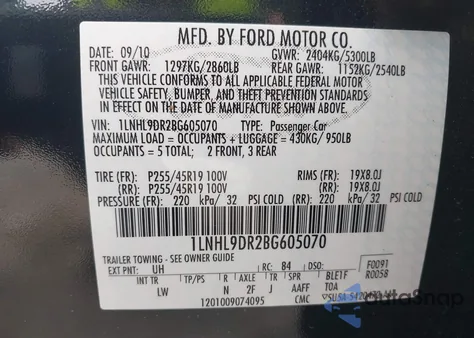 MFD. BY FORD MOTOR CO.
DATE: 09/10 GVWR: 2404KG/5300LB
FRONT GAWR: 1297KG/2860LB REAR GAWR: 1152KG/2540LB
THIS VEHICLE CONFORMS TO ALL APPLICABLE FEDERAL MOTOR
VEHICLE SAFETY, BUMPER, AND THEFT PREVENTION STANDARDS
IN EFFECT ON THE DATE OF MANUFACTURE SHOWN ABOVE.
VIN: 1LNHL9DR2BG605070 TYPE: Passenger Car
MAXIMUM LOAD = OCCUPANTS + LUGGAGE = 430KG/ 950LB
OCCUPANTS = 5 TOTAL: 2 FRONT, 3 REAR
TIRE (FR): P255/45R19 100V RIMS (FR): 19X8.0J
(RR): P255/45R19 100V (RR): 19X8.0J
PRESSURE (FR): 220 kPa/ 32 PSI COLD (RR): 220 kPa/ 32 PSI COLD
1LNHL9DR2BG605070
TRAILER TOWING - SEE OWNER GUIDE
EXT PNT: UH RC: 84 DSO: F0091
INT TR TP/PS R AXLE TR SPR BLETF R0058
LW N 2F J AAFF TOA
1201009074095 CMC
autaSnap